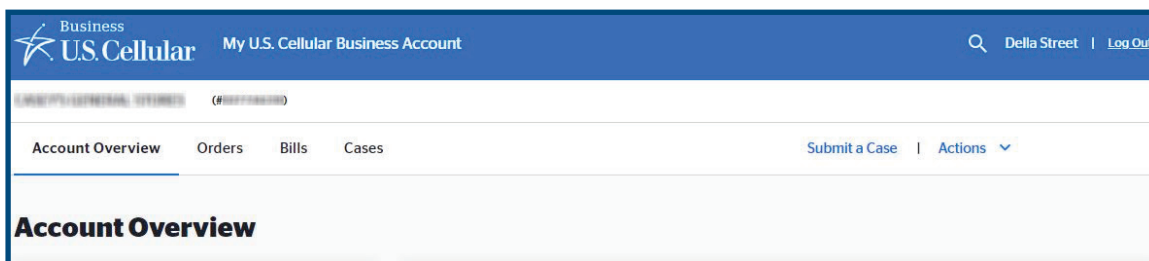 Business
U.S. Cellular
My U.S. Cellular Business Account
Della Street | Log Out
(#
)
Account Overview Orders Bills Cases Submit a Case | Actions
Account Overview